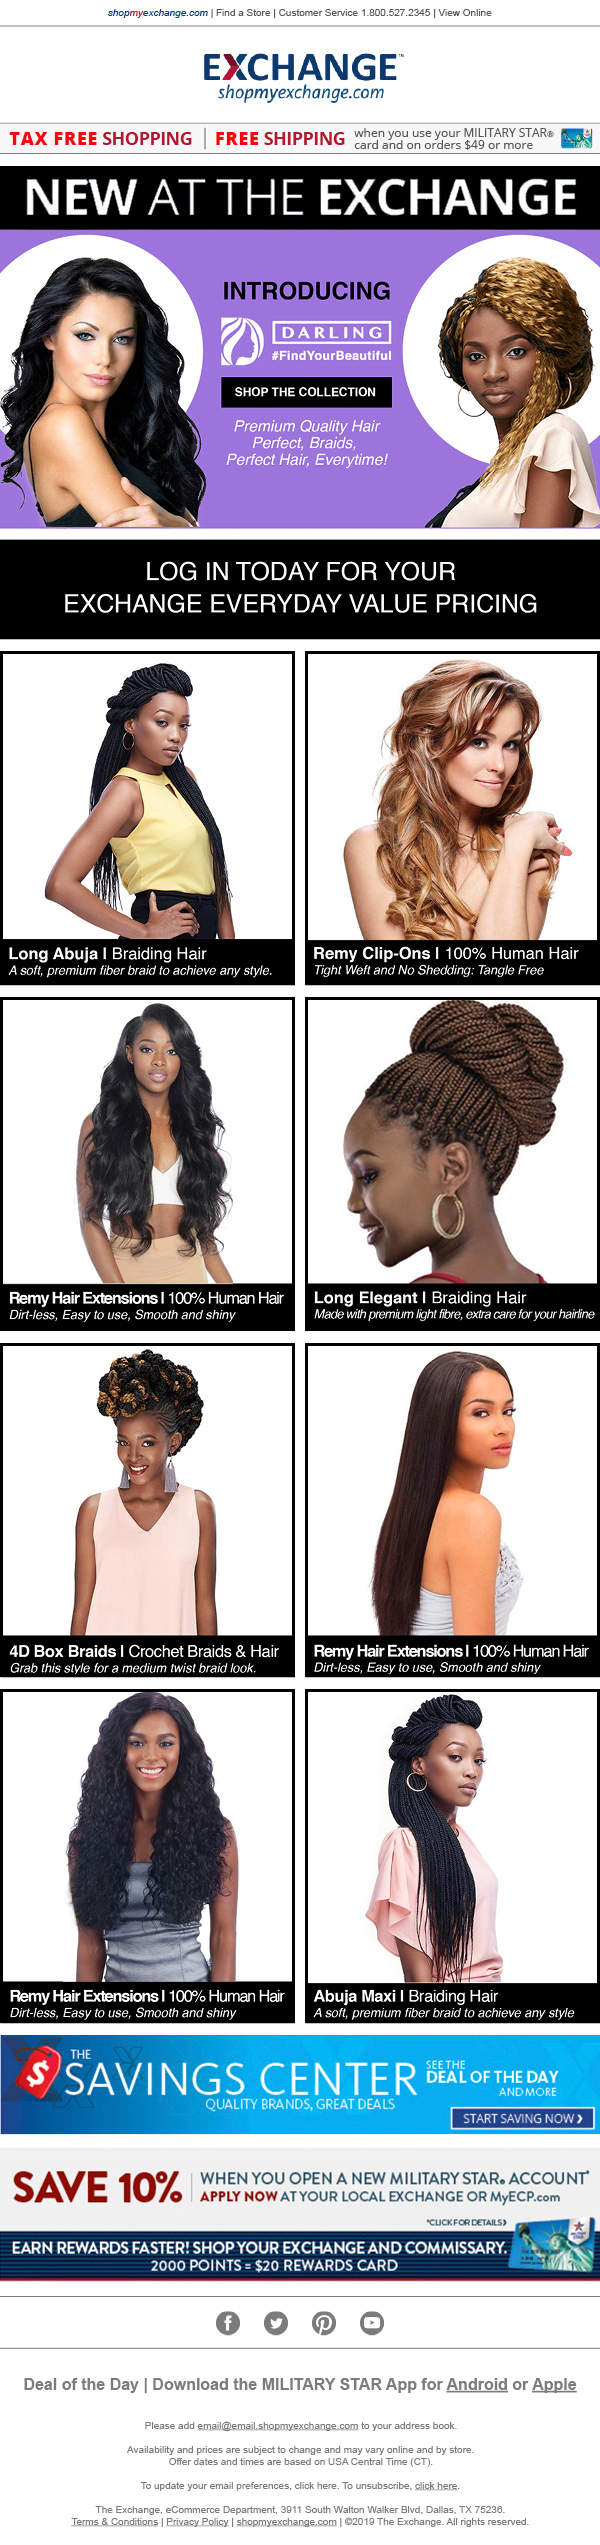 shopmyexchange.com | Find a Store | Customer Service 1.800.527.2345 | View Online
EXCHANGE™
shopmyexchange.com
TAX FREE SHOPPING | FREE SHIPPING when you use your MILITARY STAR®
card and on orders $49 or more
NEW AT THE EXCHANGE
INTRODUCING
DARLING
#FindYourBeautiful
SHOP THE COLLECTION
Premium Quality Hair
Perfect, Braids,
Perfect Hair, Everytime!
LOG IN TODAY FOR YOUR
EXCHANGE EVERYDAY VALUE PRICING
Long Abuja | Braiding Hair
A soft, premium fiber braid to achieve any style.
Remy Clip-Ons | 100% Human Hair
Tight Weft and No Shedding: Tangle Free
Remy Hair Extensions | 100% Human Hair
Dirt-less, Easy to use, Smooth and shiny
Long Elegant | Braiding Hair
Made with premium light fibre, extra care for your hairline
4D Box Braids | Crochet Braids & Hair
Grab this style for a medium twist braid look.
Remy Hair Extensions | 100% Human Hair
Dirt-less, Easy to use, Smooth and shiny
Remy Hair Extensions | 100% Human Hair
Dirt-less, Easy to use, Smooth and shiny
Abuja Maxi | Braiding Hair
A soft, premium fiber braid to achieve any style
THE
SAVINGS CENTER
QUALITY BRANDS, GREAT DEALS
SEE THE
DEAL OF THE DAY
AND MORE
START SAVING NOW ❯
SAVE 10% | WHEN YOU OPEN A NEW MILITARY STAR® ACCOUNT*
APPLY NOW AT YOUR LOCAL EXCHANGE OR MyECP.com
*CLICK FOR DETAILS❯
EARN REWARDS FASTER! SHOP YOUR EXCHANGE AND COMMISSARY.
2000 POINTS = $20 REWARDS CARD
Deal of the Day | Download the MILITARY STAR App for Android or Apple
Please add email@email.shopmyexchange.com to your address book.
Availability and prices are subject to change and may vary online and by store.
Offer dates and times are based on USA Central Time (CT).
To update your email preferences, click here. To unsubscribe, click here.
The Exchange, eCommerce Department, 3911 South Walton Walker Blvd, Dallas, TX 75236.
Terms & Conditions | Privacy Policy | shopmyexchange.com | ©2019 The Exchange. All rights reserved.